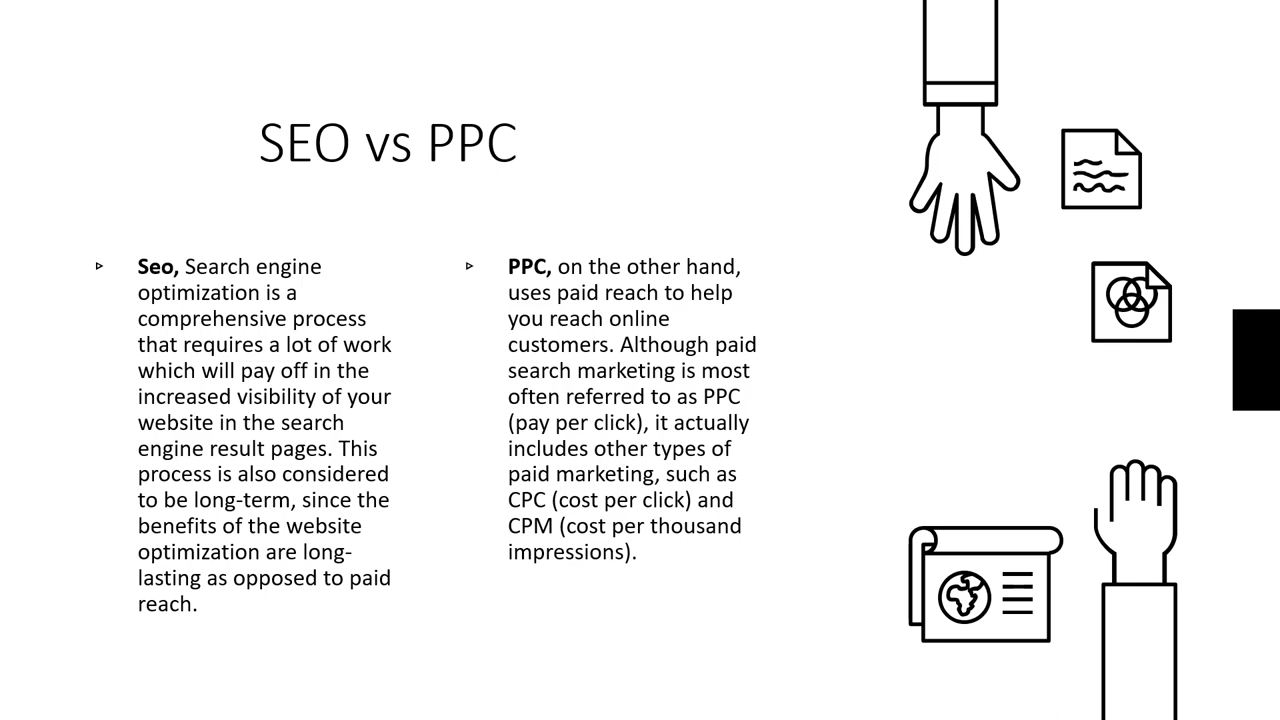 SEO vs PPC
Seo, Search engine
optimization is a
comprehensive process
that requires a lot of work
which will pay off in the
increased visibility of your
website in the search
engine result pages. This
process is also considered
to be long-term, since the
benefits of the website
optimization are long-
lasting as opposed to paid
reach.
PPC, on the other hand,
uses paid reach to help
you reach online
customers. Although paid
search marketing is most
often referred to as PPC
(pay per click), it actually
includes other types of
paid marketing, such as
CPC (cost per click) and
CPM (cost per thousand
impressions).